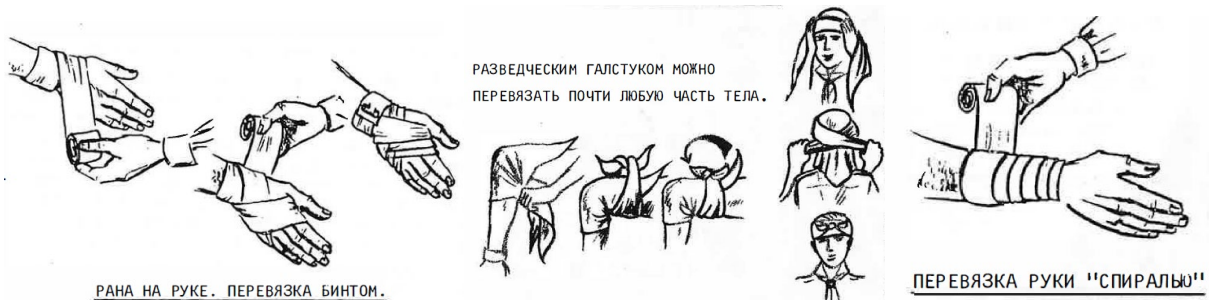 РАЗВЕДЧЕСКИМ ГАЛСТУКОМ МОЖНО
ПЕРЕВЯЗАТЬ ПОЧТИ ЛЮБУЮ ЧАСТЬ ТЕЛА.
РАНА НА РУКЕ. ПЕРЕВЯЗКА БИНТОМ.
ПЕРЕВЯЗКА РУКИ "СПИРАЛЬЮ"